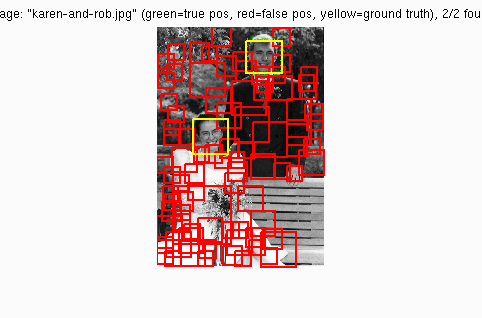 age: "karen-and-rob.jpg" (green=true pos, red=false pos, yellow=ground truth), 2/2 fou